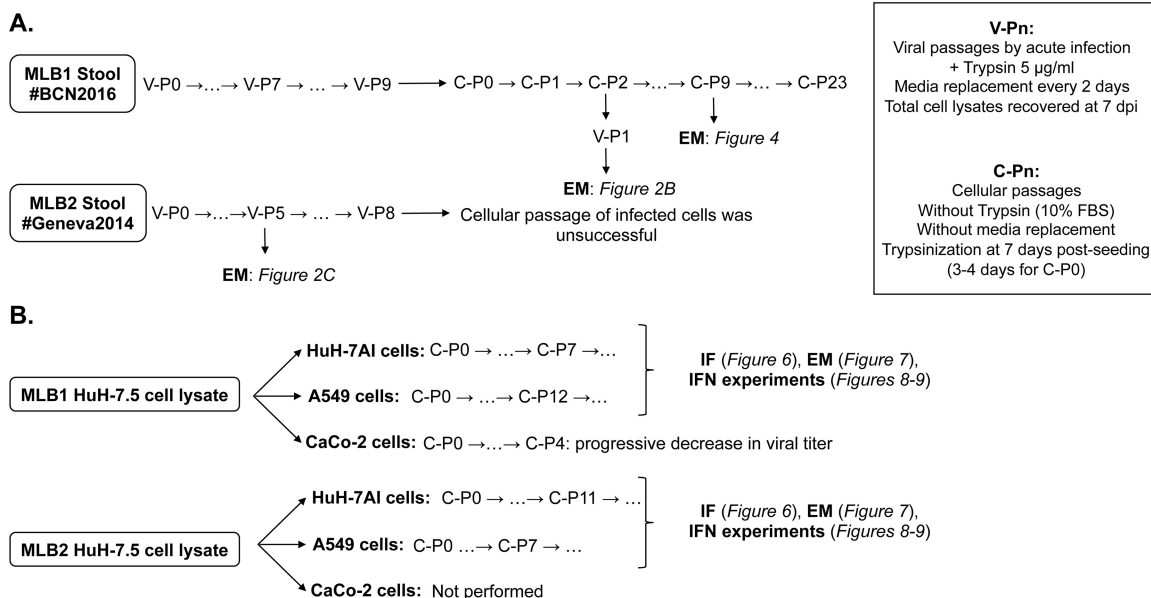 A.
MLB1 Stool
#BCN2016
V-P0 →…→ V-P7 → … → V-P9 → C-P0 → C-P1 → C-P2 →…→ C-P9 →… → C-P23
V-P1
EM: Figure 4
EM: Figure 2B
MLB2 Stool
#Geneva2014
V-P0 →…→V-P5 → … → V-P8 → Cellular passage of infected cells was
unsuccessful
EM: Figure 2C
V-Pn:
Viral passages by acute infection
+ Trypsin 5 µg/ml
Media replacement every 2 days
Total cell lysates recovered at 7 dpi
C-Pn:
Cellular passages
Without Trypsin (10% FBS)
Without media replacement
Trypsinization at 7 days post-seeding
(3-4 days for C-P0)
B.
MLB1 HuH-7.5 cell lysate
HuH-7AI cells: C-P0 → …→ C-P7 →…
A549 cells: C-P0 → …→ C-P12 →…
CaCo-2 cells: C-P0 →…→ C-P4: progressive decrease in viral titer
IF (Figure 6), EM (Figure 7),
IFN experiments (Figures 8-9)
MLB2 HuH-7.5 cell lysate
HuH-7AI cells: C-P0 → …→ C-P11 → …
A549 cells: C-P0 …→ C-P7 → …
CaCo-2 cells: Not performed
IF (Figure 6), EM (Figure 7),
IFN experiments (Figures 8-9)